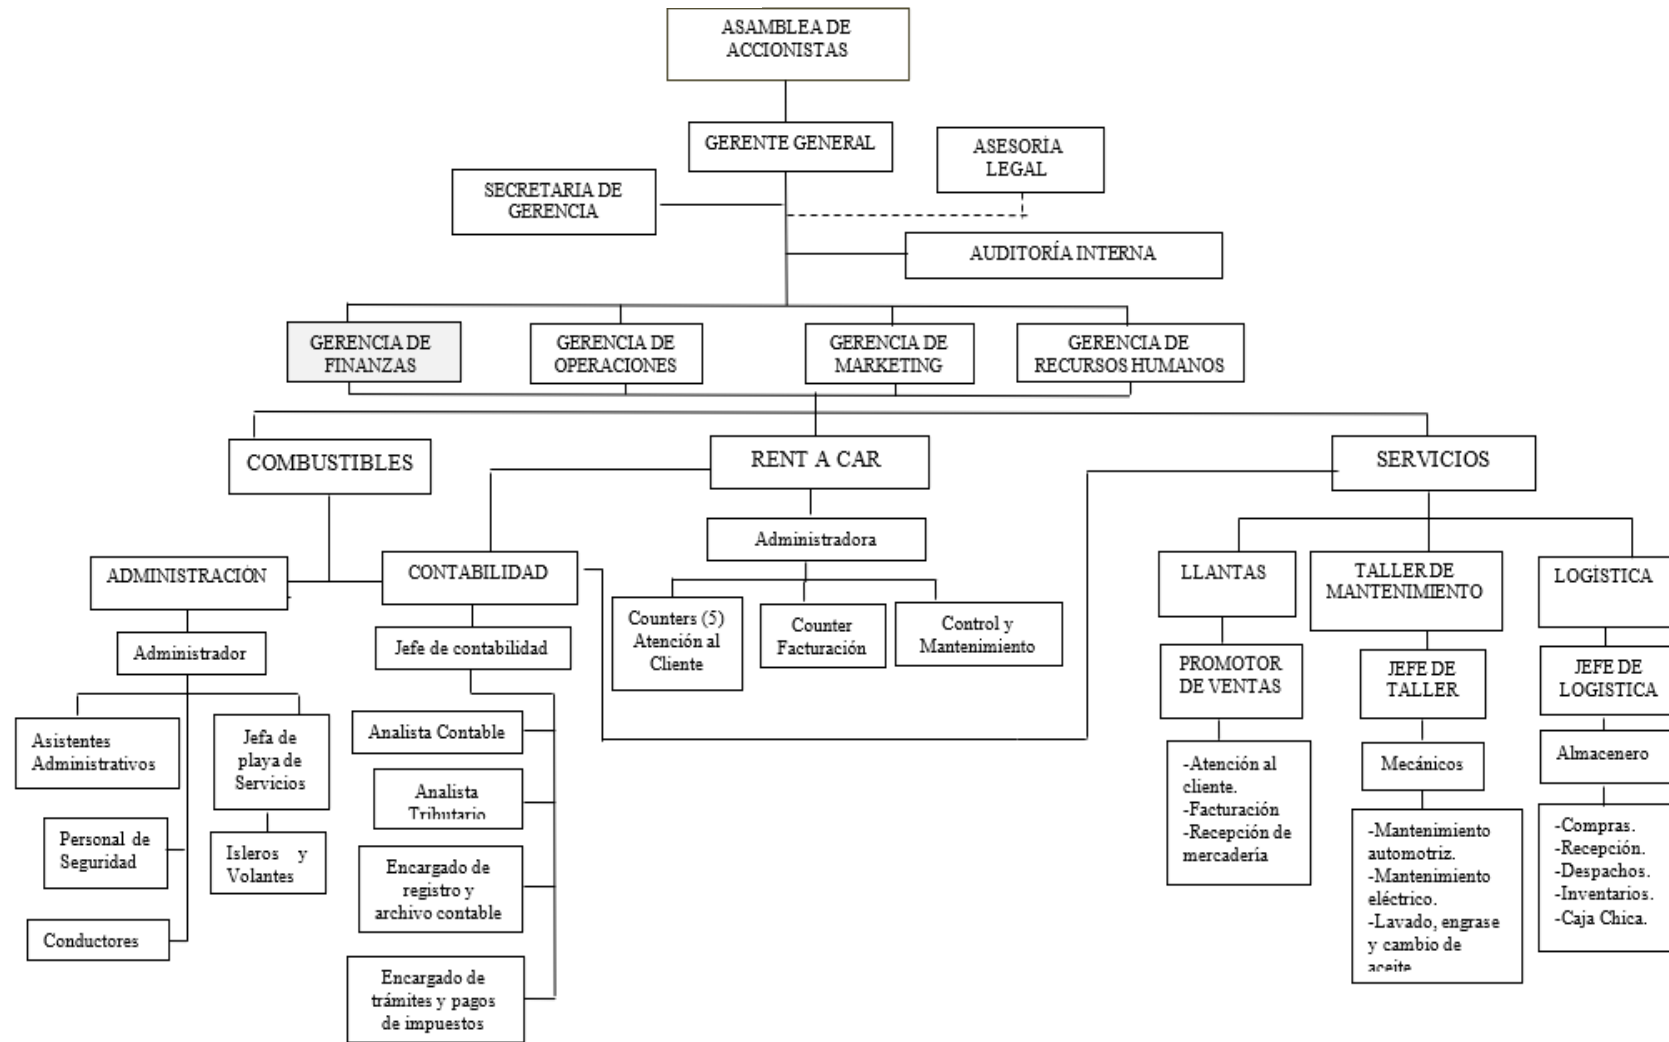 ASAMBLEA DE
ACCIONISTAS
GERENTE GENERAL
ASESORÍA
LEGAL
SECRETARIA DE
GERENCIA
AUDITORÍA INTERNA
GERENCIA DE
FINANZAS
GERENCIA DE
OPERACIONES
GERENCIA DE
MARKETING
GERENCIA DE
RECURSOS HUMANOS
COMBUSTIBLES
RENT A CAR
SERVICIOS
ADMINISTRACIÓN
CONTABILIDAD
Administradora
LLANTAS
TALLER DE
MANTENIMIENTO
LOGÍSTICA
Administrador
Jefe de contabilidad
Counters (5)
Atención al
Cliente
Counter
Facturación
Control y
Mantenimiento
PROMOTOR
DE VENTAS
JEFE DE
TALLER
JEFE DE
LOGISTICA
Asistentes
Administrativos
Jefa de
playa de
Servicios
Analista Contable
Analista
Tributario
-Atención al
cliente.
-Facturación
-Recepción de
mercadería
Mecánicos
Almacenero
Personal de
Seguridad
Isleros y
Volantes
Encargado de
registro y
archivo contable
-Mantenimiento
automotriz.
-Mantenimiento
eléctrico.
-Lavado, engrase
y cambio de
aceite
-Compras.
-Recepción.
-Despachos.
-Inventarios.
-Caja Chica.
Conductores
Encargado de
trámites y pagos
de impuestos